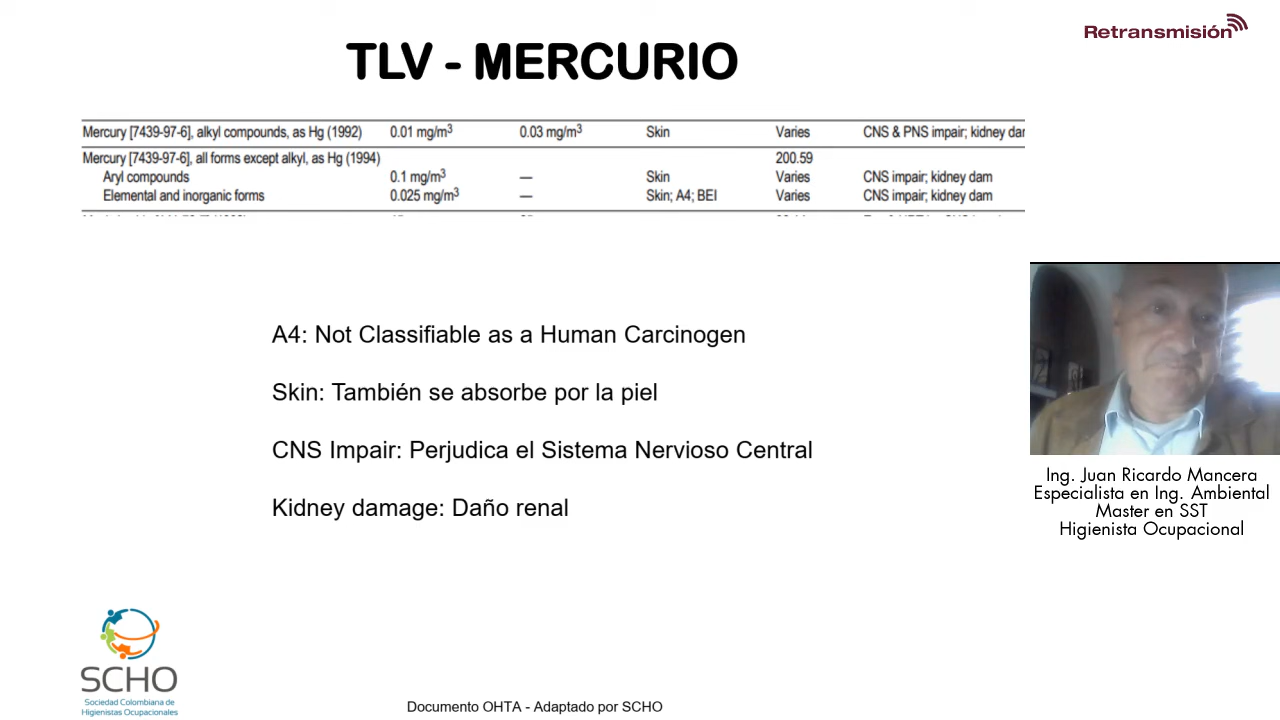 Retransmisión
TLV - MERCURIO
Mercury [7439-97-6], alkyl compounds, as Hg (1992) 0.01 mg/m³ 0.03 mg/m³ Skin Varies CNS & PNS impair; kidney dam
Mercury [7439-97-6], all forms except alkyl, as Hg (1994) 200.59
Aryl compounds 0.1 mg/m³ — Skin Varies CNS impair; kidney dam
Elemental and inorganic forms 0.025 mg/m³ — Skin; A4; BEI Varies CNS impair; kidney dam
A4: Not Classifiable as a Human Carcinogen
Skin: También se absorbe por la piel
CNS Impair: Perjudica el Sistema Nervioso Central
Kidney damage: Daño renal
Ing. Juan Ricardo Mancera
Especialista en Ing. Ambiental
Master en SST
Higienista Ocupacional
SCHO
Sociedad Colombiana de
Higienistas Ocupacionales
Documento OHTA - Adaptado por SCHO